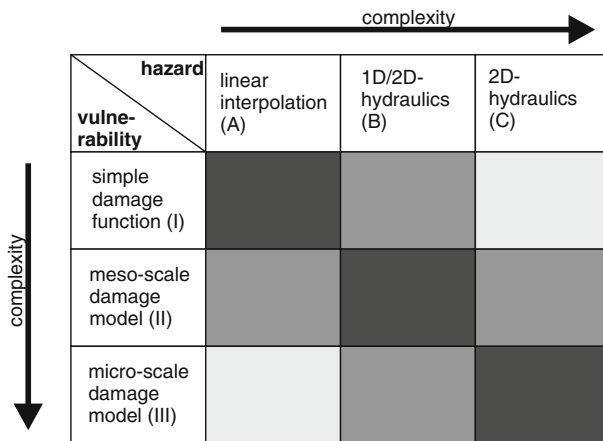 complexity
hazard
vulne-
rability
linear
interpolation
(A)
1D/2D-
hydraulics
(B)
2D-
hydraulics
(C)
complexity
simple
damage
function (I)
meso-scale
damage
model (II)
micro-scale
damage
model (III)